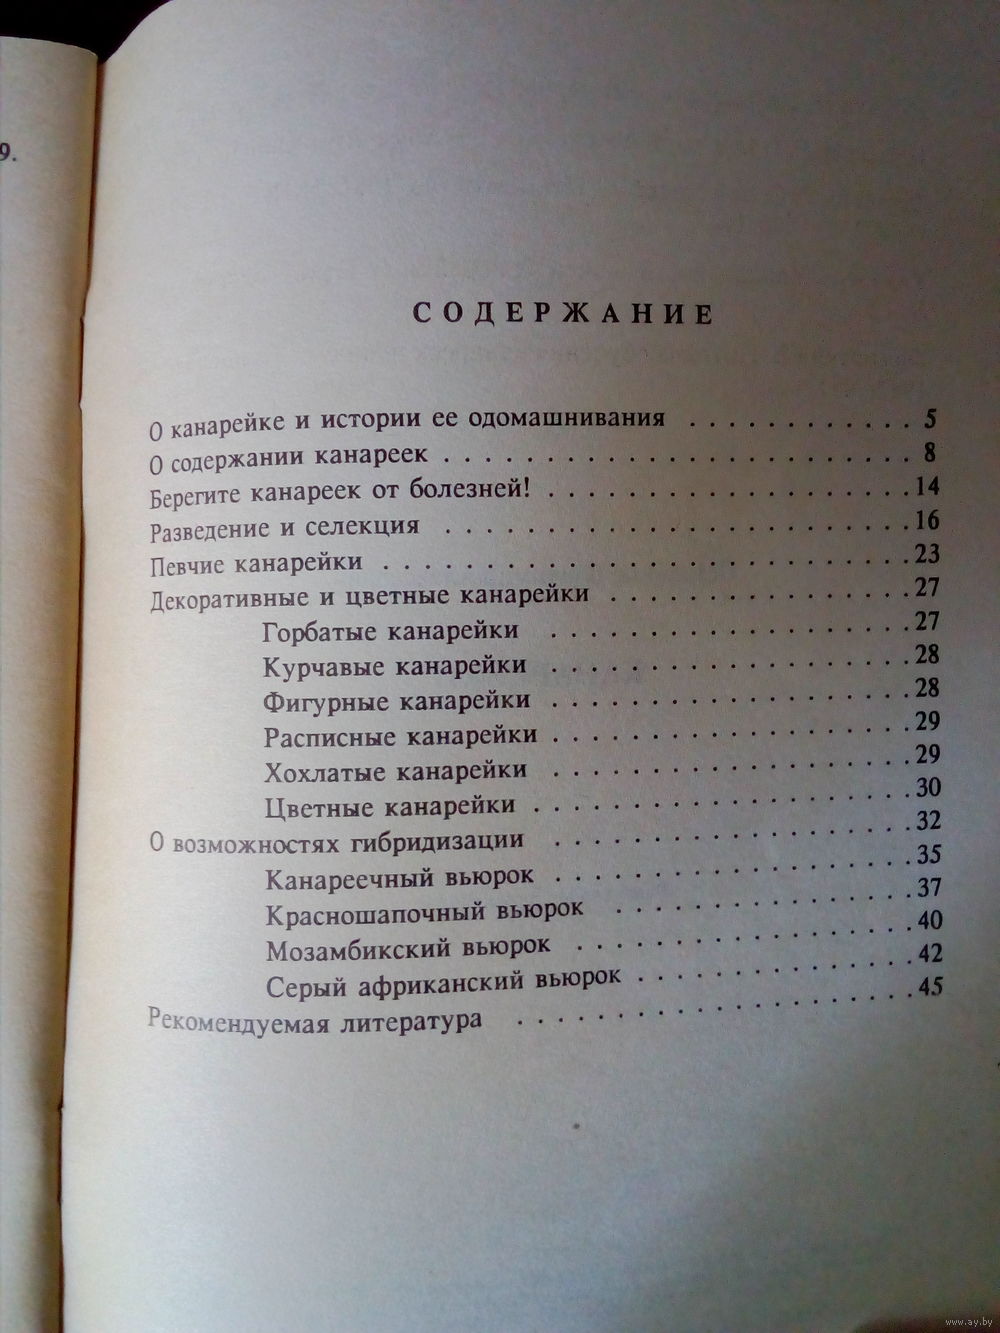 9.
СОДЕРЖАНИЕ
О канарейке и истории ее одомашнивания . . . . . . . . . . . . 5
О содержании канареек . . . . . . . . . . . . . . . . . . . . . . . . . 8
Берегите канареек от болезней! . . . . . . . . . . . . . . . . . . . . 14
Разведение и селекция . . . . . . . . . . . . . . . . . . . . . . . . . 16
Певчие канарейки . . . . . . . . . . . . . . . . . . . . . . . . . . . . 23
Декоративные и цветные канарейки . . . . . . . . . . . . . . . . . 27
Горбатые канарейки . . . . . . . . . . . . . . . . . . . . 27
Курчавые канарейки . . . . . . . . . . . . . . . . . . . . 28
Фигурные канарейки . . . . . . . . . . . . . . . . . . . . 28
Расписные канарейки . . . . . . . . . . . . . . . . . . . . 29
Хохлатые канарейки . . . . . . . . . . . . . . . . . . . . 29
Цветные канарейки . . . . . . . . . . . . . . . . . . . . . 30
О возможностях гибридизации . . . . . . . . . . . . . . . . . . . . 32
Канареечный вьюрок . . . . . . . . . . . . . . . . . . . . 35
Красношапочный вьюрок . . . . . . . . . . . . . . . . 37
Мозамбикский вьюрок . . . . . . . . . . . . . . . . . . 40
Серый африканский вьюрок . . . . . . . . . . . . . . . 42
Рекомендуемая литература . . . . . . . . . . . . . . . . . . . . . . 45
www.ay.by